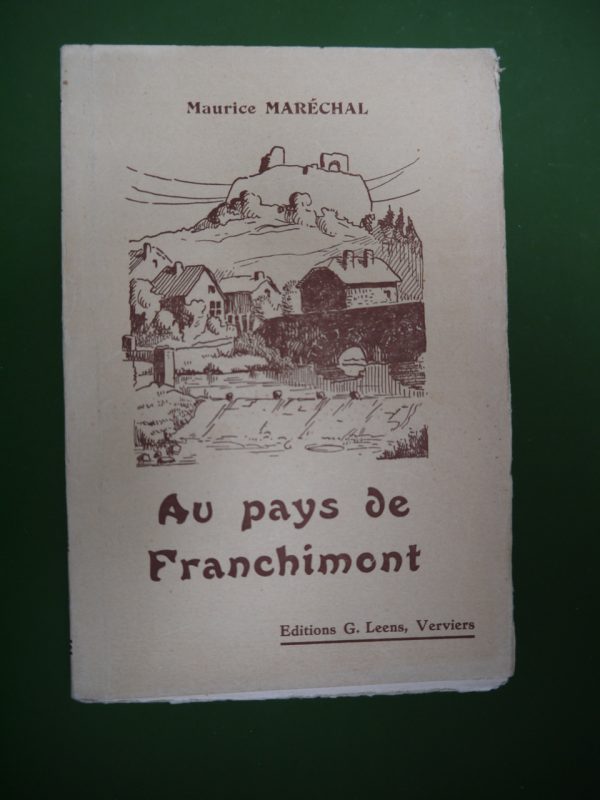 Maurice MARÉCHAL
Au pays de
Franchimont
Editions G. Leens, Verviers